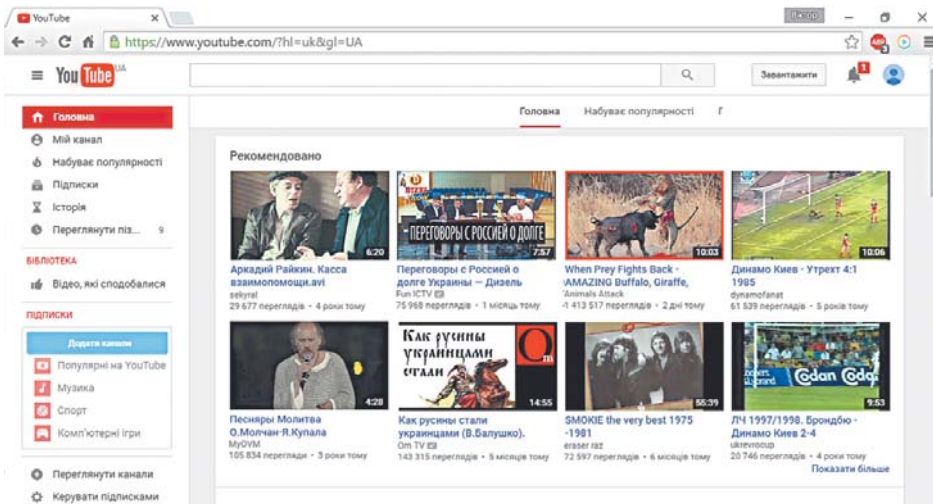 YouTube
Віктор
https://www.youtube.com/?hl=uk&gl=UA
You Tube UA
Завантажити
1
Головна
Набуває популярності
Головна
Мій канал
Набуває популярності
Підписки
Історія
Переглянути піз... 9
БІБЛІОТЕКА
Відео, які сподобалися
ПІДПИСКИ
Додати канали
Популярні на YouTube
Музика
Спорт
Комп'ютерні ігри
Переглянути канали
Керувати підписками
Рекомендовано
6:20
Аркадий Райкин. Касса
взаимопомощи.avi
sekyral
29 677 переглядів • 4 роки тому
ПЕРЕГОВОРЫ С РОССИЕЙ О ДОЛГЕ
7:57
Переговоры с Россией о
долге Украины — Дизель
Fun ICTV
75 968 переглядів • 1 місяць тому
10:03
When Prey Fights Back -
AMAZING Buffalo, Giraffe,
Animals Attack
1 413 517 переглядів • 2 дні тому
10:06
Динамо Киев - Утрехт 4:1
1985
dynamofanat
61 539 переглядів • 5 років тому
4:28
Песняры Молитва
О.Молчан-Я.Купала
MyOVM
105 834 перегляди • 3 роки тому
Как русины
украинцами
стали
Om
14:55
Как русины стали
украинцами (В.Балушко).
Om TV
143 315 переглядів • 5 місяців тому
55:39
SMOKIE the very best 1975
-1981
eraser raz
72 597 переглядів • 6 місяців тому
Codan Codan
9:53
ЛЧ 1997/1998. Брондбю -
Динамо Киев 2-4
ukrevrocup
20 746 переглядів • 4 роки тому
Показати більше